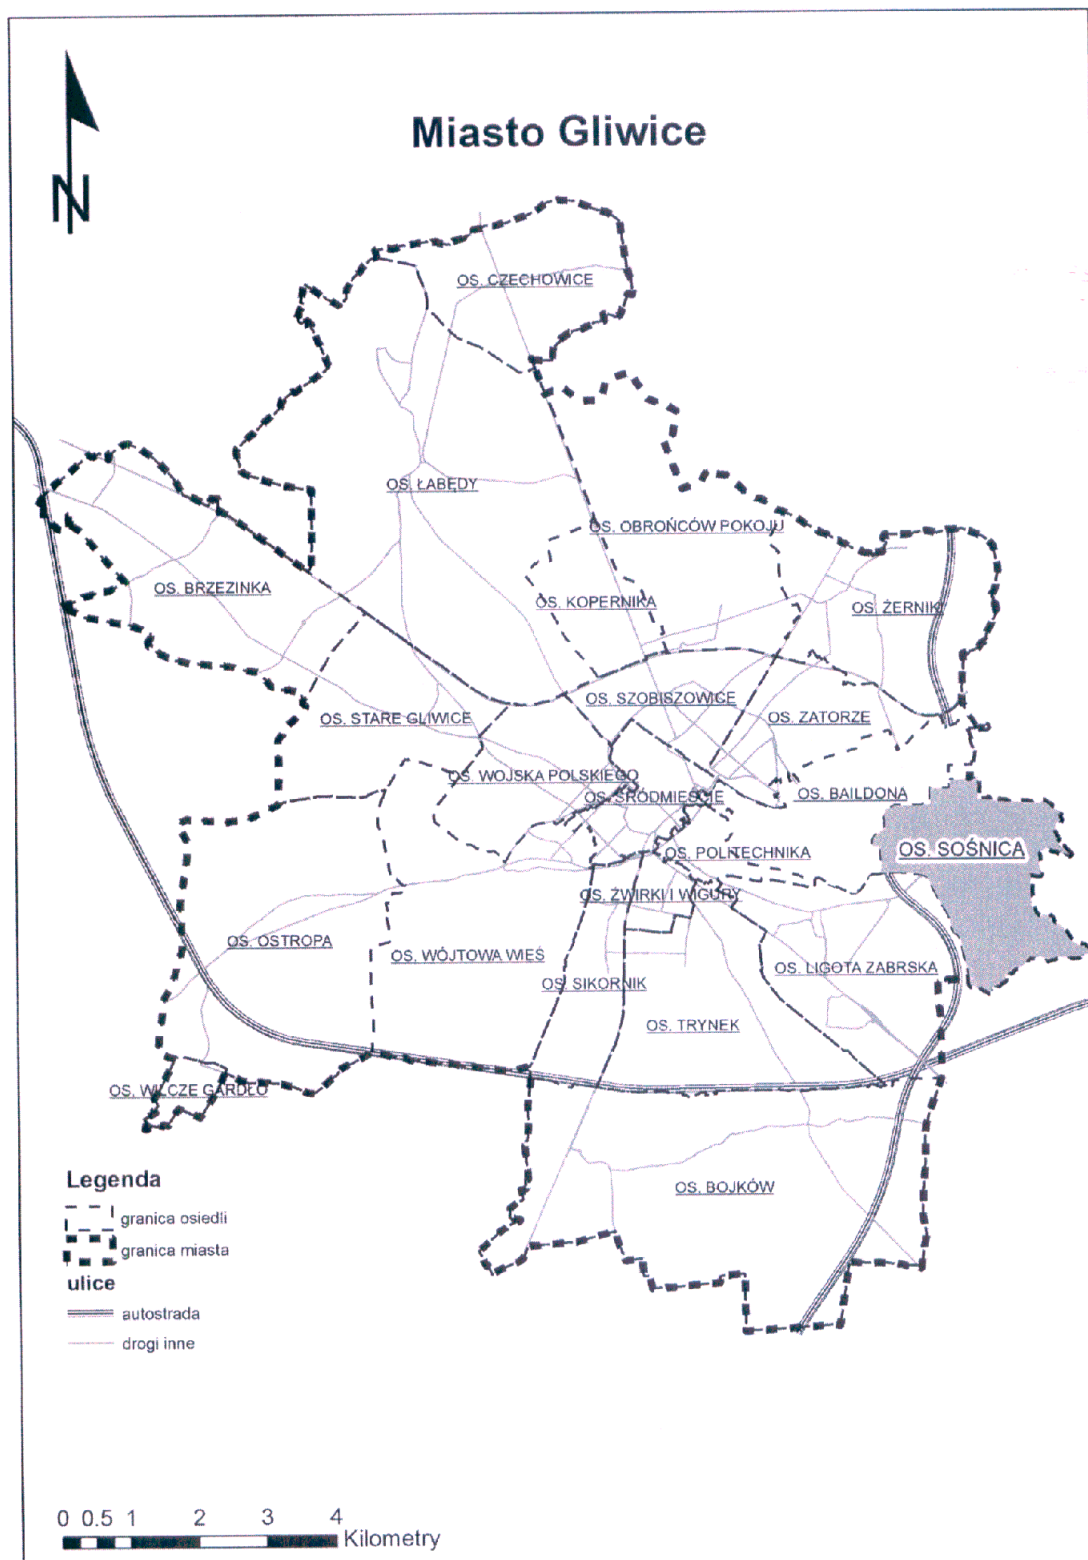 Miasto Gliwice
N
OS. CZECHOWICE
OS. ŁABĘDY
OS. OBROŃCÓW POKOJU
OS. BRZEZINKA
OS. KOPERNIKA
OS. ŻERNIKI
OS. SZOBISZOWICE
OS. STARE GLIWICE
OS. ZATORZE
OS. WOJSKA POLSKIEGO
OS. ŚRÓDMIEŚCIE
OS. BAILDONA
OS. POLITECHNIKA
OS. SOŚNICA
OS. ŻWIRKI I WIGURY
OS. OSTROPA
OS. WÓJTOWA WIEŚ
OS. LIGOTA ZABRSKA
OS. SIKORNIK
OS. TRYNEK
OS. WILCZE GARDŁO
OS. BOJKÓW
Legenda
granica osiedli
granica miasta
ulice
autostrada
drogi inne
0 0.5 1 2 3 4
Kilometry